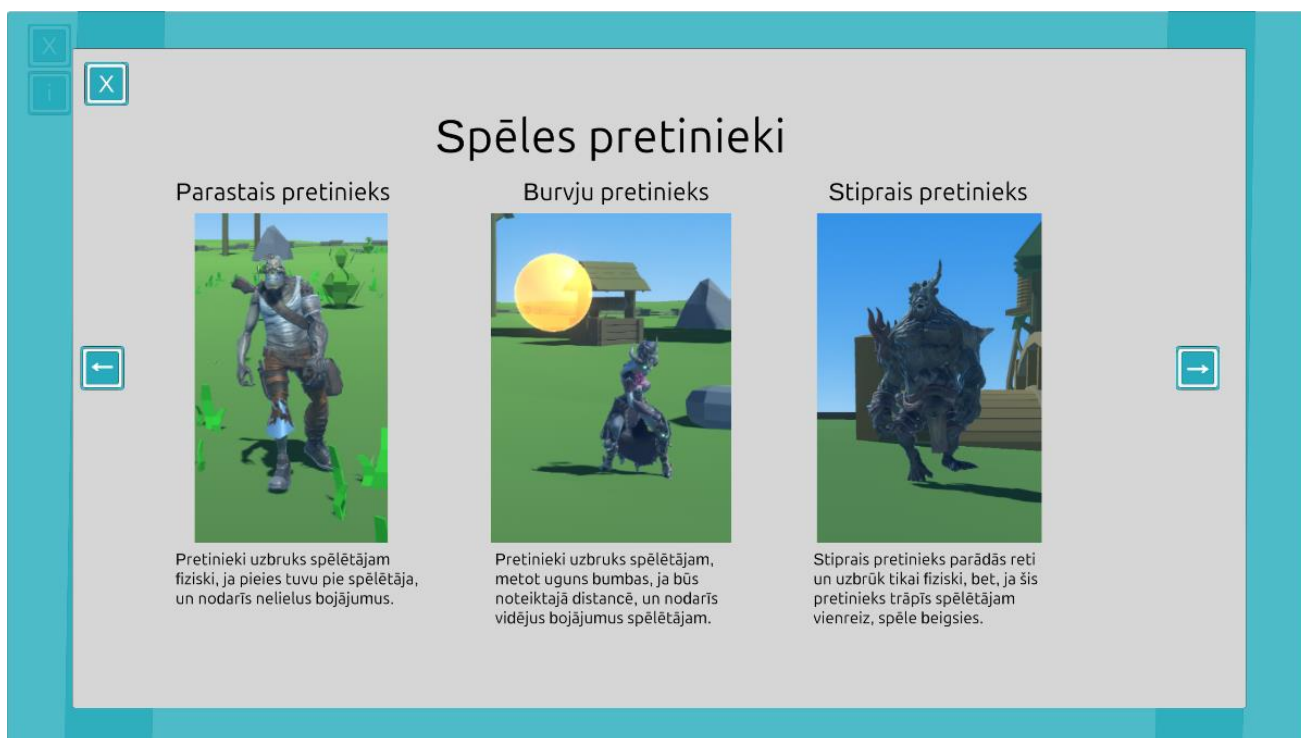 X
i
X
Spēles pretinieki
Parastais pretinieks
Burvju pretinieks
Stiprais pretinieks
←
→
Pretinieki uzbruks spēlētājam
fiziski, ja pieies tuvu pie spēlētāja,
un nodarīs nelielus bojājumus.
Pretinieki uzbruks spēlētājam,
metot uguns bumbas, ja būs
noteiktajā distancē, un nodarīs
vidējus bojājumus spēlētājam.
Stiprais pretinieks parādās reti
un uzbrūk tikai fiziski, bet, ja šis
pretinieks trāpīs spēlētājam
vienreiz, spēle beigsies.